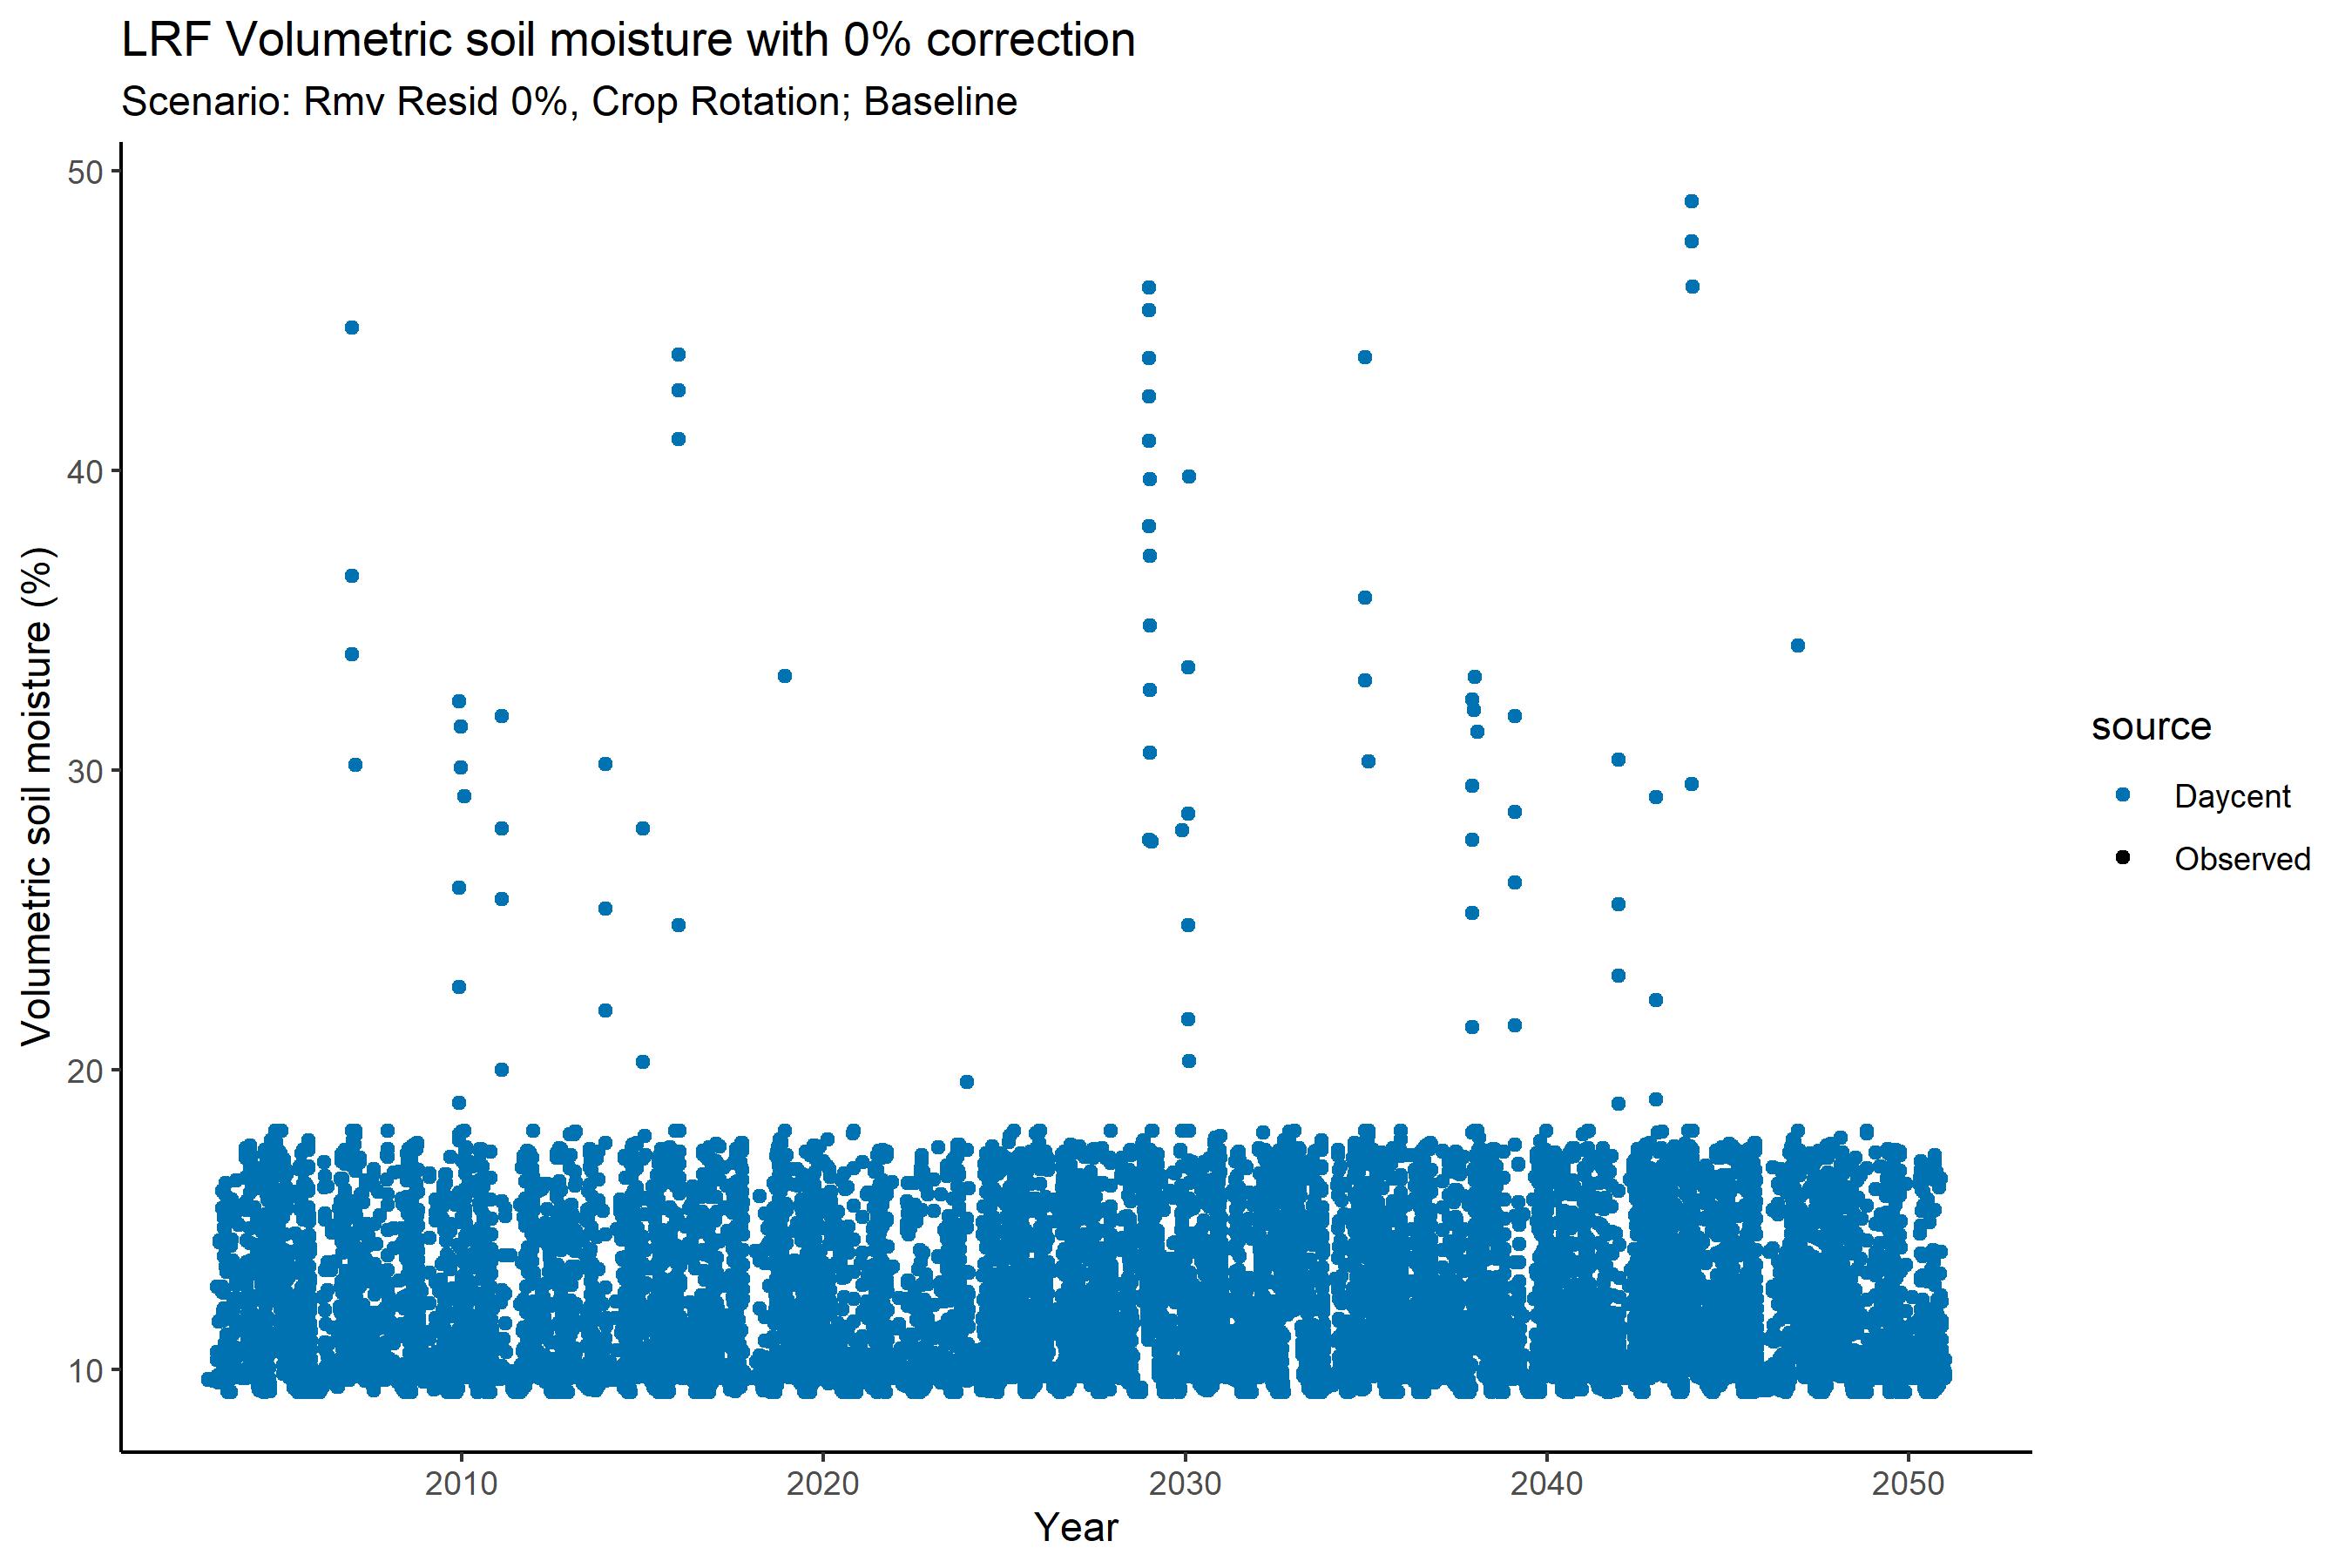 LRF Volumetric soil moisture with 0% correction
Scenario: Rmv Resid 0%, Crop Rotation; Baseline
50
40
30
20
10
Volumetric soil moisture (%)
2010 2020 2030 2040 2050
Year
source
Daycent
Observed